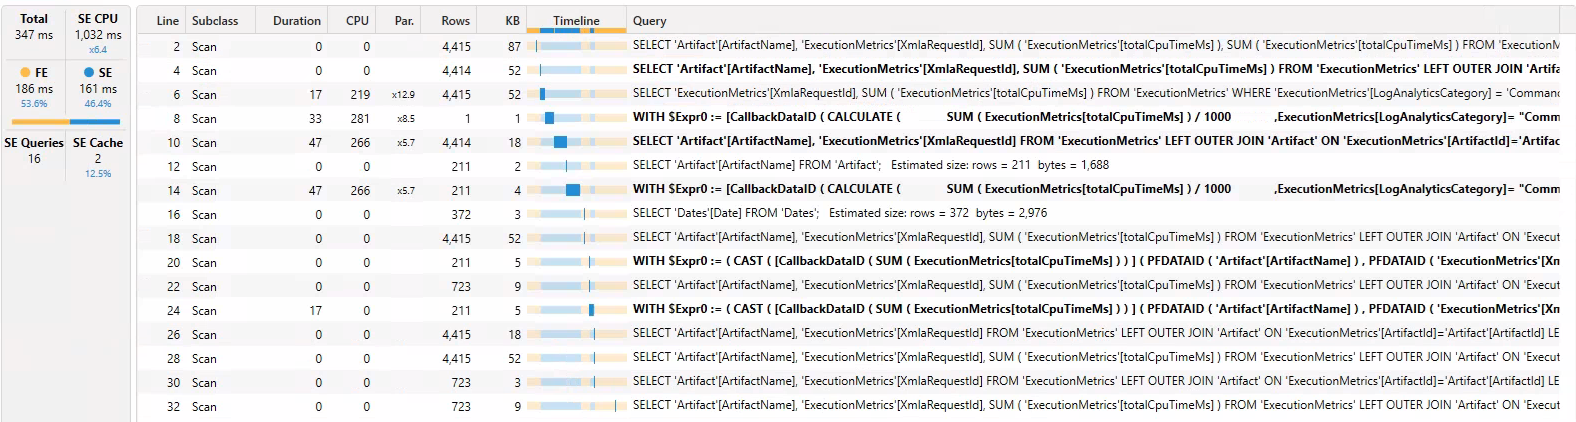 Total SE CPU
347 ms 1,032 ms
x6.4
FE SE
186 ms 161 ms
53.6% 46.4%
SE Queries SE Cache
16 2
12.5%
Line Subclass Duration CPU Par. Rows KB Timeline Query
2 Scan 0 0 4,415 87 SELECT 'Artifact'[ArtifactName], 'ExecutionMetrics'[XmlaRequestId], SUM ( 'ExecutionMetrics'[totalCpuTimeMs] ), SUM ( 'ExecutionMetrics'[totalCpuTimeMs] ) FROM 'ExecutionM
4 Scan 0 0 4,414 52 SELECT 'Artifact'[ArtifactName], 'ExecutionMetrics'[XmlaRequestId], SUM ( 'ExecutionMetrics'[totalCpuTimeMs] ) FROM 'ExecutionMetrics' LEFT OUTER JOIN 'Artifa
6 Scan 17 219 x12.9 4,415 52 SELECT 'ExecutionMetrics'[XmlaRequestId], SUM ( 'ExecutionMetrics'[totalCpuTimeMs] ) FROM 'ExecutionMetrics' WHERE 'ExecutionMetrics'[LogAnalyticsCategory] = 'Commanc
8 Scan 33 281 x8.5 1 1 WITH $Expr0 := [CallbackDataID ( CALCULATE ( SUM ( ExecutionMetrics[totalCpuTimeMs] ) / 1000 ,ExecutionMetrics[LogAnalyticsCategory]= "Comm
10 Scan 47 266 x5.7 4,414 18 SELECT 'Artifact'[ArtifactName], 'ExecutionMetrics'[XmlaRequestId] FROM 'ExecutionMetrics' LEFT OUTER JOIN 'Artifact' ON 'ExecutionMetrics'[ArtifactId]='Artifac
12 Scan 0 0 211 2 SELECT 'Artifact'[ArtifactName] FROM 'Artifact'; Estimated size: rows = 211 bytes = 1,688
14 Scan 47 266 x5.7 211 4 WITH $Expr0 := [CallbackDataID ( CALCULATE ( SUM ( ExecutionMetrics[totalCpuTimeMs] ) / 1000 ,ExecutionMetrics[LogAnalyticsCategory]= "Comm
16 Scan 0 0 372 3 SELECT 'Dates'[Date] FROM 'Dates'; Estimated size: rows = 372 bytes = 2,976
18 Scan 0 0 4,415 52 SELECT 'Artifact'[ArtifactName], 'ExecutionMetrics'[XmlaRequestId], SUM ( 'ExecutionMetrics'[totalCpuTimeMs] ) FROM 'ExecutionMetrics' LEFT OUTER JOIN 'Artifact' ON 'Execut
20 Scan 0 0 211 5 WITH $Expr0 := ( CAST ( [CallbackDataID ( SUM ( ExecutionMetrics[totalCpuTimeMs] ) ) ] ( PFDATAID ( 'Artifact'[ArtifactName] ) , PFDATAID ( 'ExecutionMetrics'[Xm
22 Scan 0 0 723 9 SELECT 'Artifact'[ArtifactName], 'ExecutionMetrics'[XmlaRequestId], SUM ( 'ExecutionMetrics'[totalCpuTimeMs] ) FROM 'ExecutionMetrics' LEFT OUTER JOIN 'Artifact' ON 'Execut
24 Scan 17 0 211 5 WITH $Expr0 := ( CAST ( [CallbackDataID ( SUM ( ExecutionMetrics[totalCpuTimeMs] ) ) ] ( PFDATAID ( 'Artifact'[ArtifactName] ) , PFDATAID ( 'ExecutionMetrics'[Xm
26 Scan 0 0 4,415 18 SELECT 'Artifact'[ArtifactName], 'ExecutionMetrics'[XmlaRequestId] FROM 'ExecutionMetrics' LEFT OUTER JOIN 'Artifact' ON 'ExecutionMetrics'[ArtifactId]='Artifact'[ArtifactId] LE
28 Scan 0 0 4,415 52 SELECT 'Artifact'[ArtifactName], 'ExecutionMetrics'[XmlaRequestId], SUM ( 'ExecutionMetrics'[totalCpuTimeMs] ) FROM 'ExecutionMetrics' LEFT OUTER JOIN 'Artifact' ON 'Execut
30 Scan 0 0 723 3 SELECT 'Artifact'[ArtifactName], 'ExecutionMetrics'[XmlaRequestId] FROM 'ExecutionMetrics' LEFT OUTER JOIN 'Artifact' ON 'ExecutionMetrics'[ArtifactId]='Artifact'[ArtifactId] LE
32 Scan 0 0 723 9 SELECT 'Artifact'[ArtifactName], 'ExecutionMetrics'[XmlaRequestId], SUM ( 'ExecutionMetrics'[totalCpuTimeMs] ) FROM 'ExecutionMetrics' LEFT OUTER JOIN 'Artifact' ON 'Execut